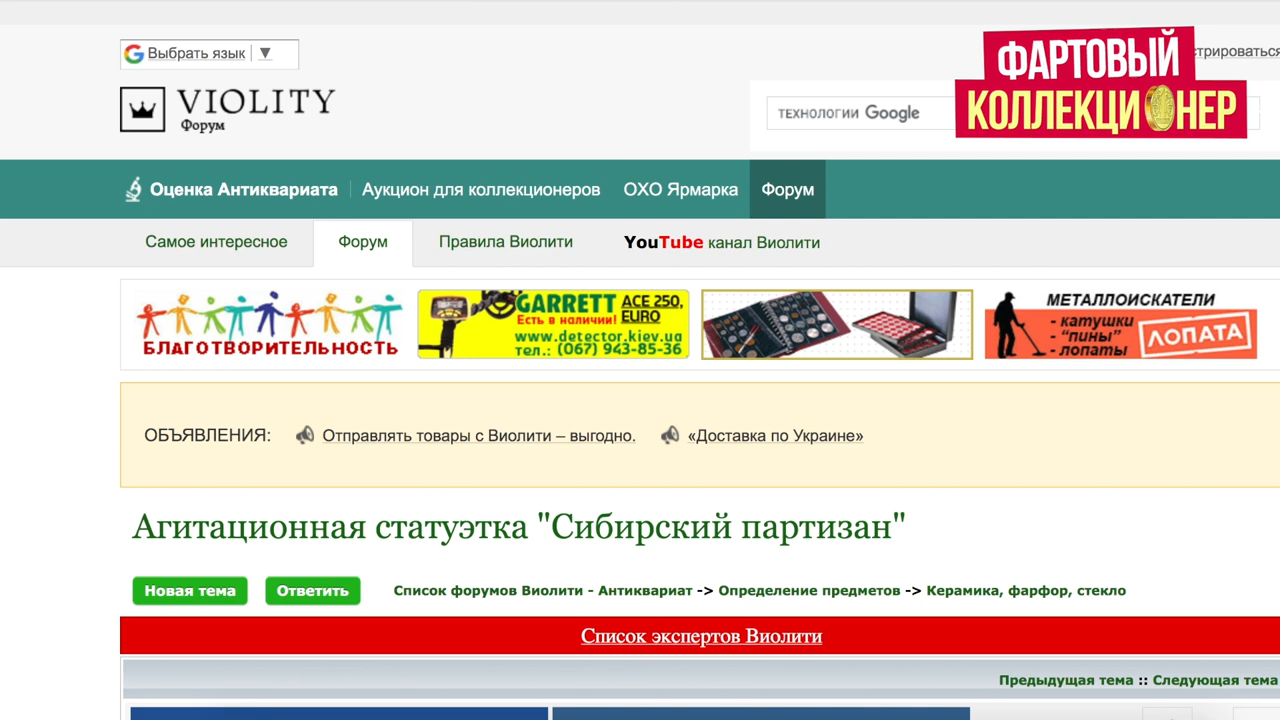 Выбрать язык ▼
стрироваться
ФАРТОВЫЙ
КОЛЛЕКЦИОНЕР
VIOLITY
Форум
ТЕХНОЛОГИИ Google
Оценка Антиквариата
Аукцион для коллекционеров
ОХО Ярмарка
Форум
Самое интересное
Форум
Правила Виолити
YouTube канал Виолити
БЛАГОТВОРИТЕЛЬНОСТЬ
GARRETT ACE 250,
Есть в наличии! EURO
www.detector.kiev.ua
тел.: (067) 943-85-36
МЕТАЛЛОИСКАТЕЛИ
- катушки
- "пины"
- лопаты
ЛОПАТА
ОБЪЯВЛЕНИЯ: Отправлять товары с Виолити – выгодно. «Доставка по Украине»
Агитационная статуэтка "Сибирский партизан"
Новая тема
Ответить
Список форумов Виолити - Антиквариат -> Определение предметов -> Керамика, фарфор, стекло
Список экспертов Виолити
Предыдущая тема :: Следующая тема